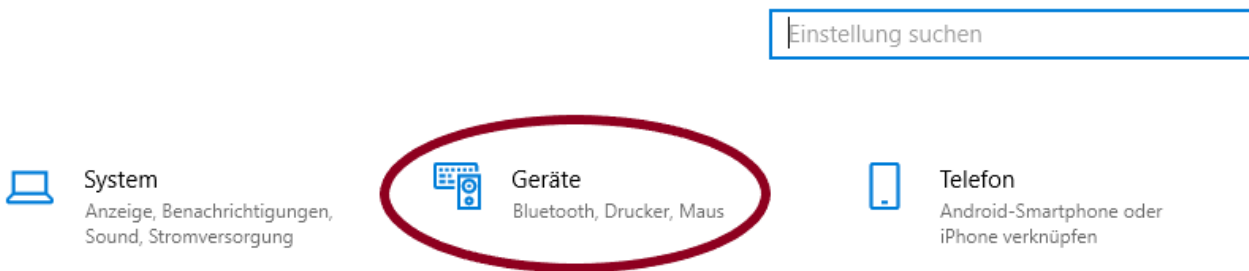 Einstellung suchen
System
Anzeige, Benachrichtigungen,
Sound, Stromversorgung
Geräte
Bluetooth, Drucker, Maus
Telefon
Android-Smartphone oder
iPhone verknüpfen